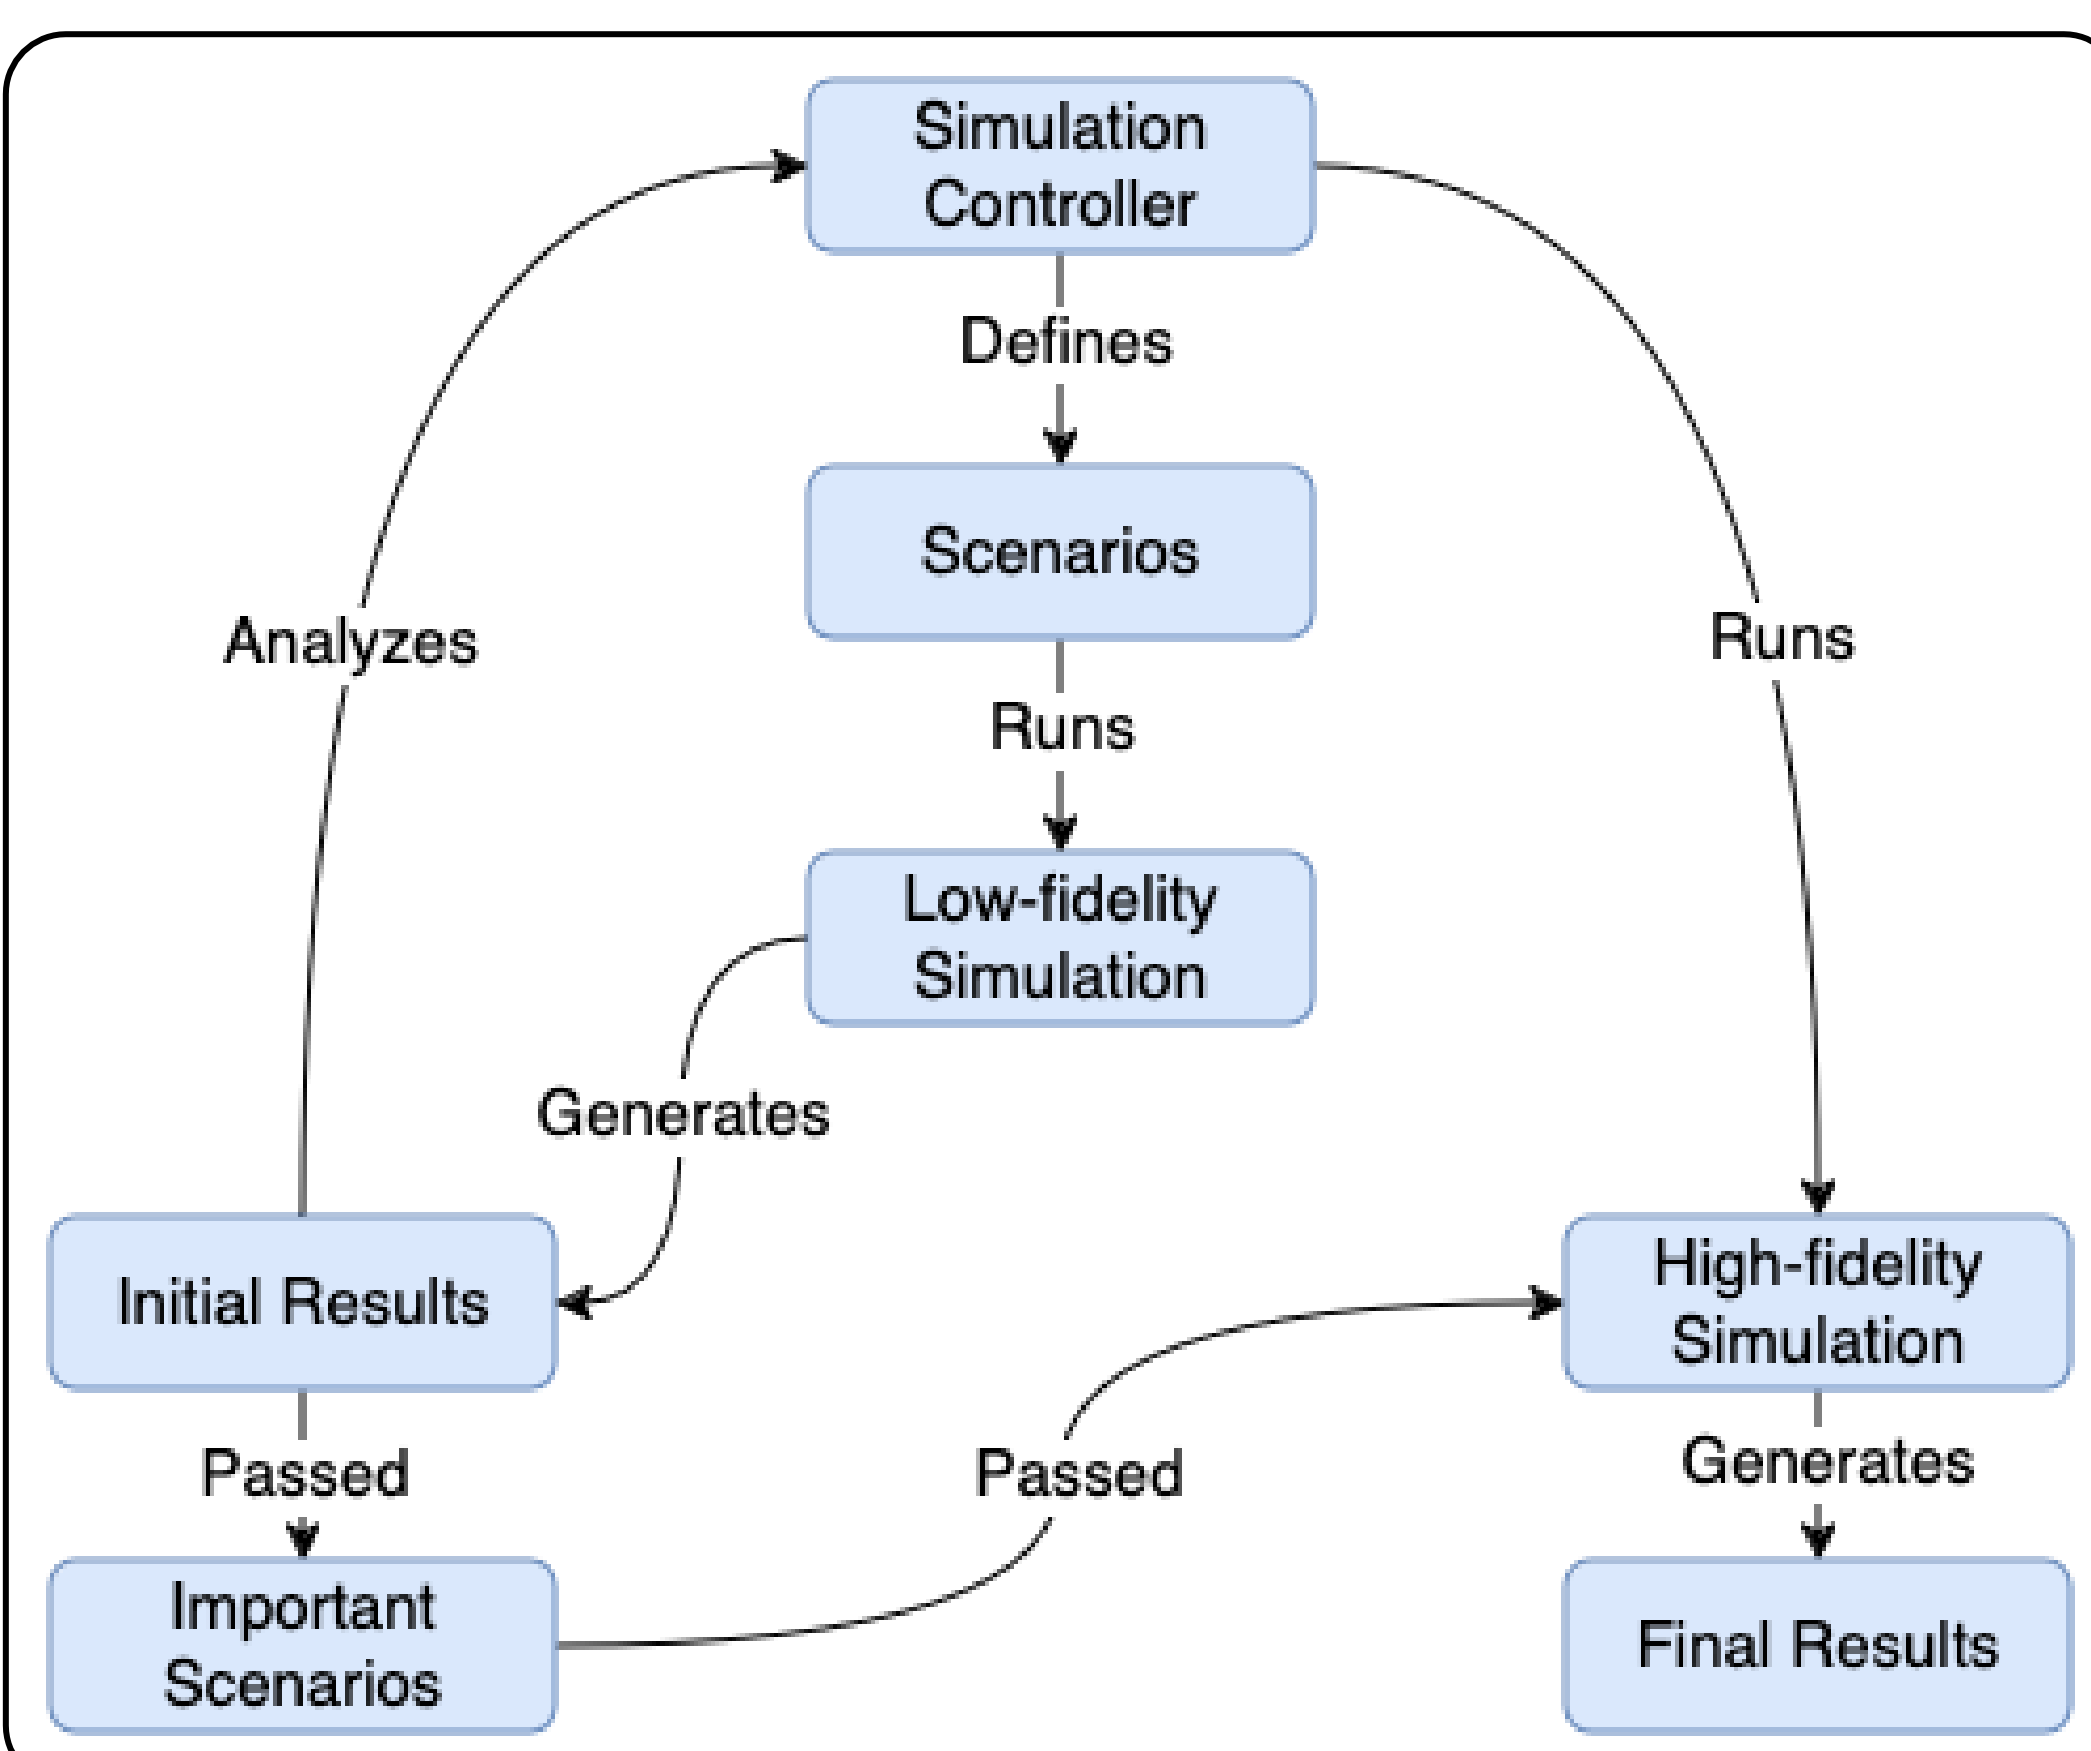 Simulation
Controller
Defines
Scenarios
Analyzes
Runs
Runs
Low-fidelity
Simulation
Generates
Initial Results
High-fidelity
Simulation
Passed
Passed
Generates
Important
Scenarios
Final Results